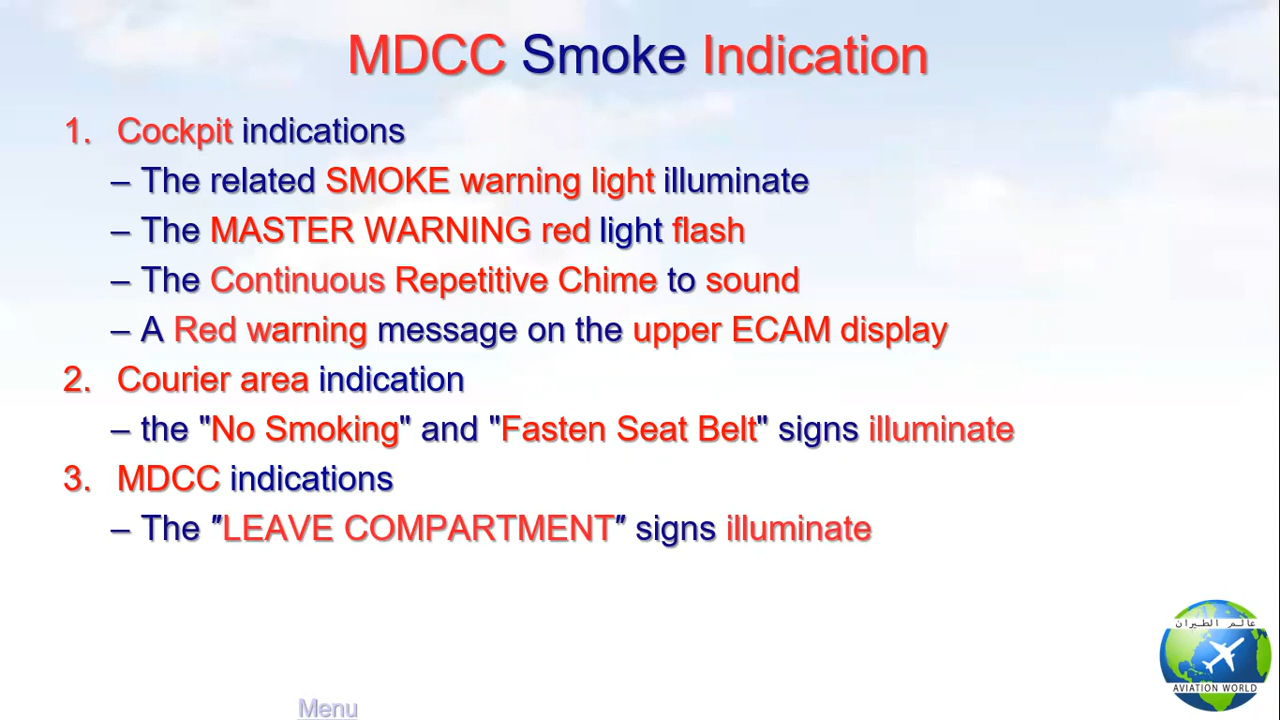 MDCC Smoke Indication
1. Cockpit indications
– The related SMOKE warning light illuminate
– The MASTER WARNING red light flash
– The Continuous Repetitive Chime to sound
– A Red warning message on the upper ECAM display
2. Courier area indication
– the "No Smoking" and "Fasten Seat Belt" signs illuminate
3. MDCC indications
– The "LEAVE COMPARTMENT" signs illuminate
عالم الطيران
AVIATION WORLD
Menu